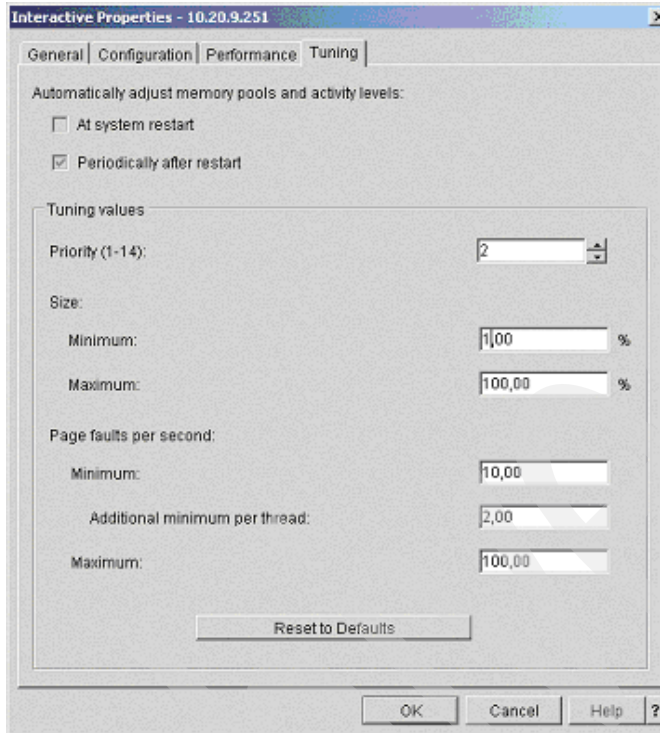 Interactive Properties - 10.20.9.251
General Configuration Performance Tuning
Automatically adjust memory pools and activity levels:
At system restart
Periodically after restart
Tuning values
Priority (1-14): 2
Size:
Minimum: 1,00 %
Maximum: 100,00 %
Page faults per second:
Minimum: 10,00
Additional minimum per thread: 2,00
Maximum: 100,00
Reset to Defaults
OK Cancel Help ?